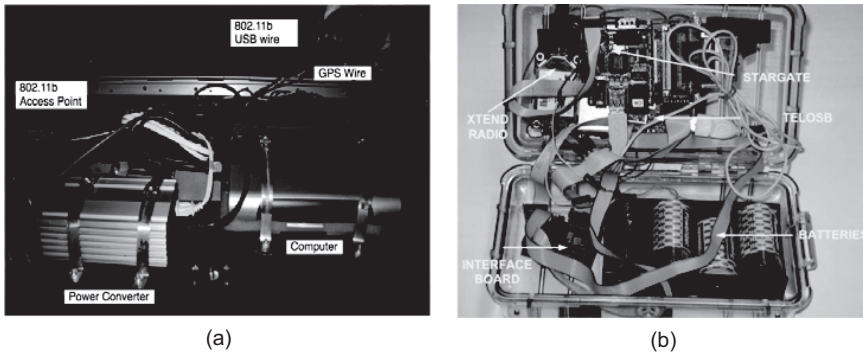 802.11b
USB wire
GPS Wire
802.11b
Access Point
Computer
Power Converter
(a)
STARGATE
XTEND
RADIO
TELOSB
BATTERIES
INTERFACE
BOARD
(b)